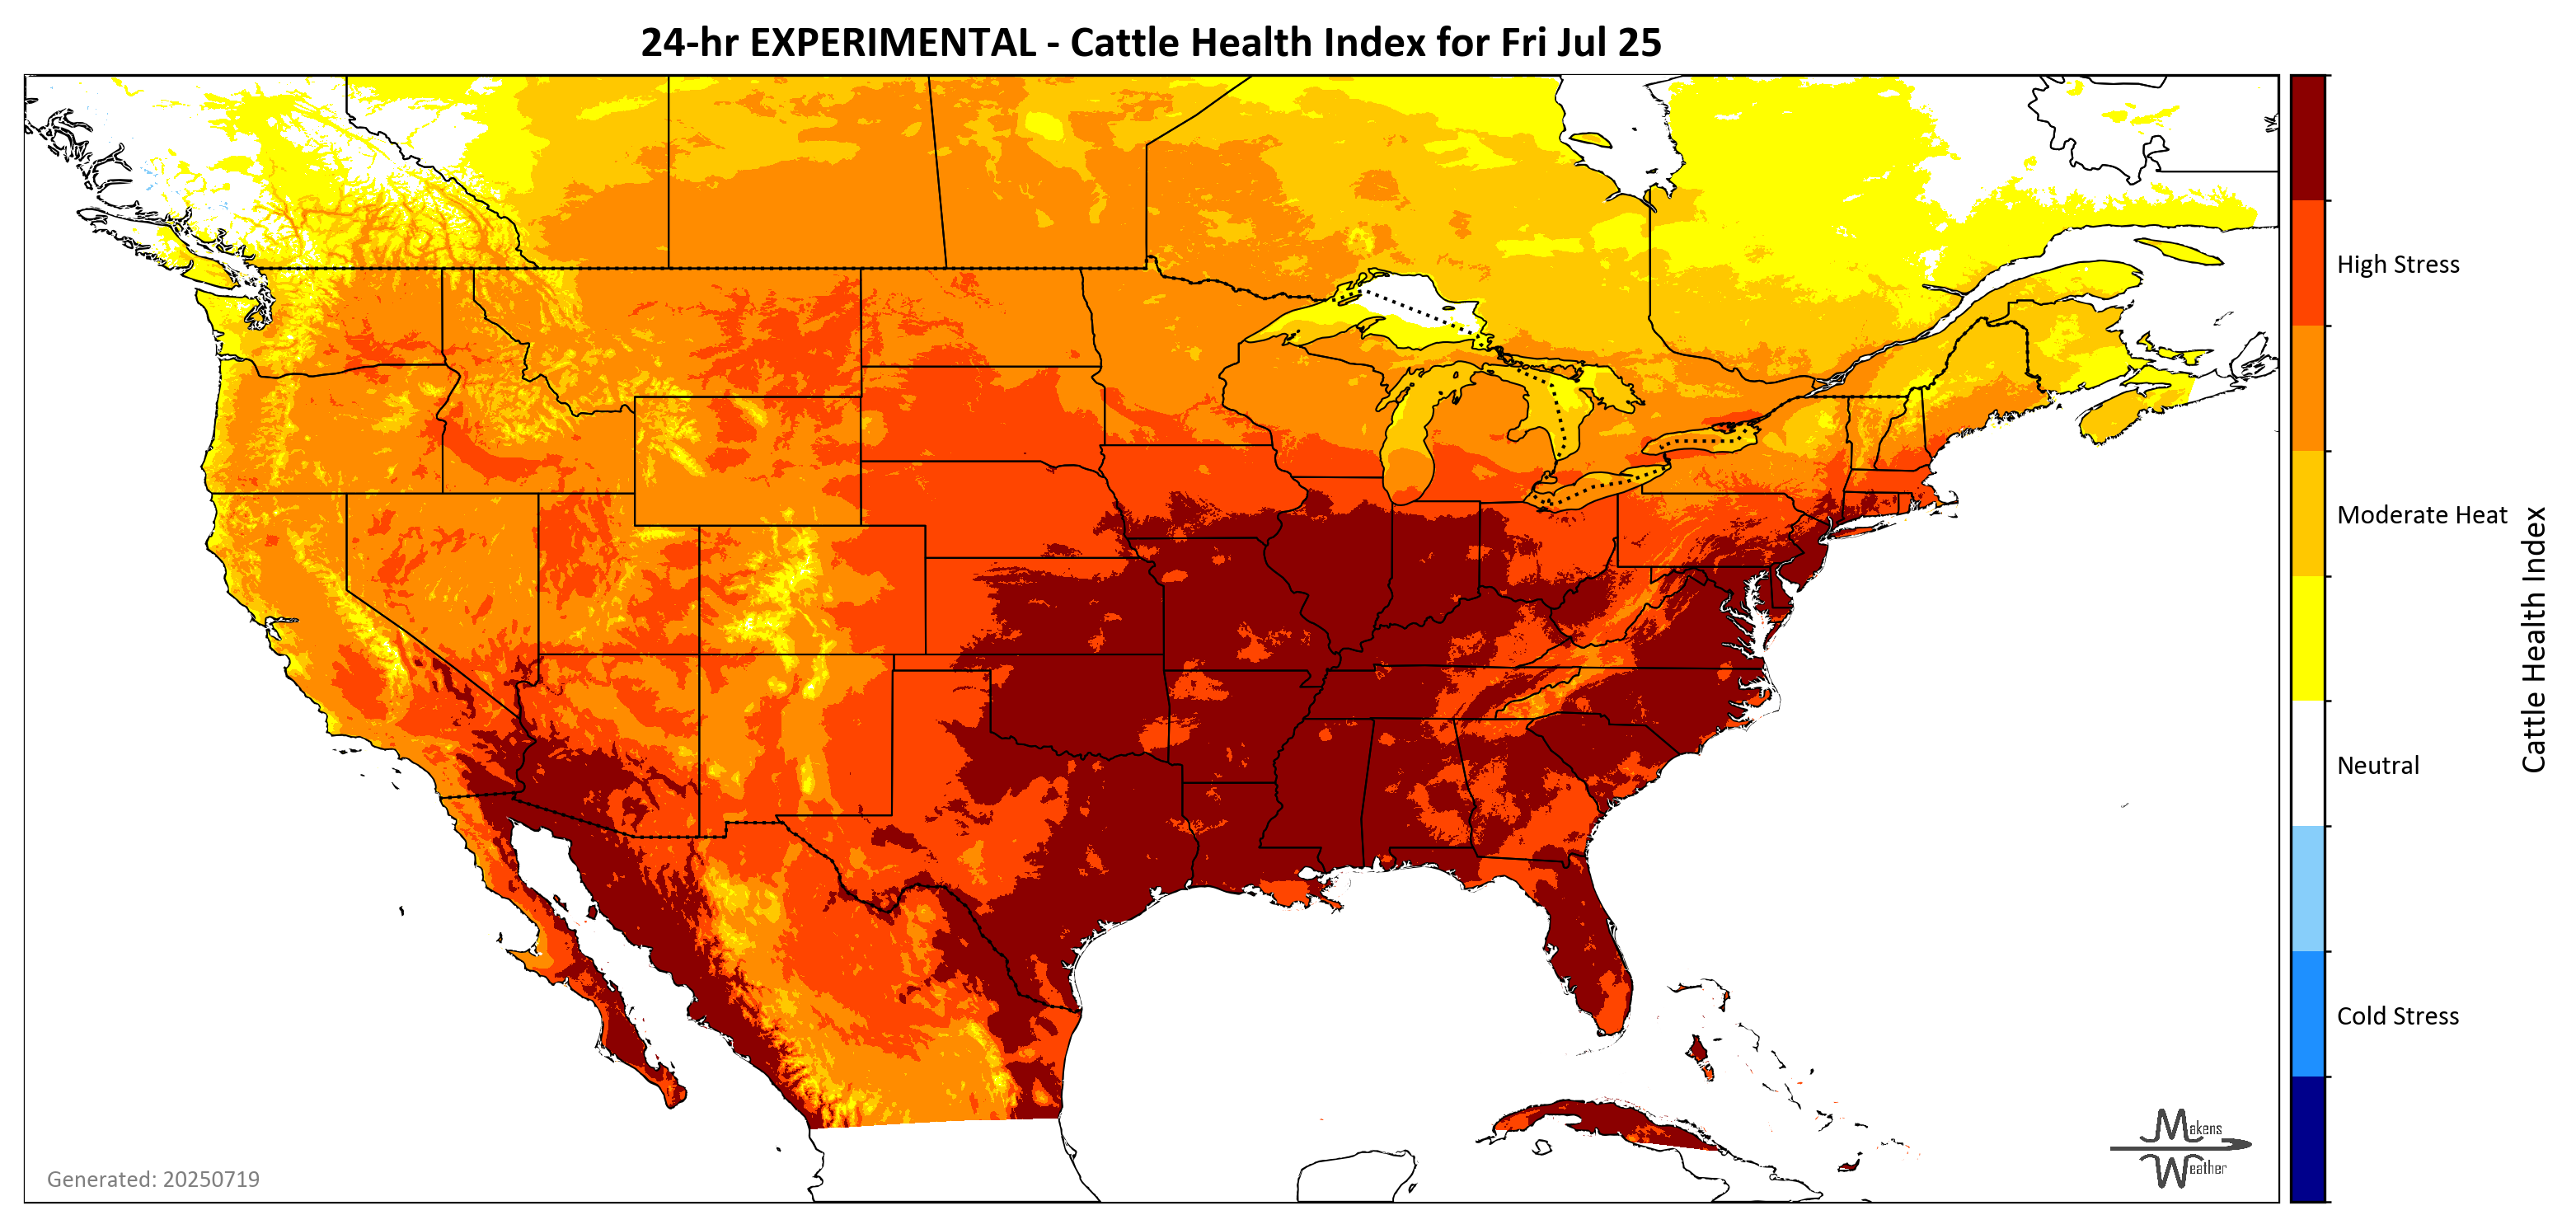 24-hr EXPERIMENTAL - Cattle Health Index for Fri Jul 25
High Stress
Moderate Heat
Neutral
Cold Stress
Cattle Health Index
Generated: 20250719
Makens
Weather